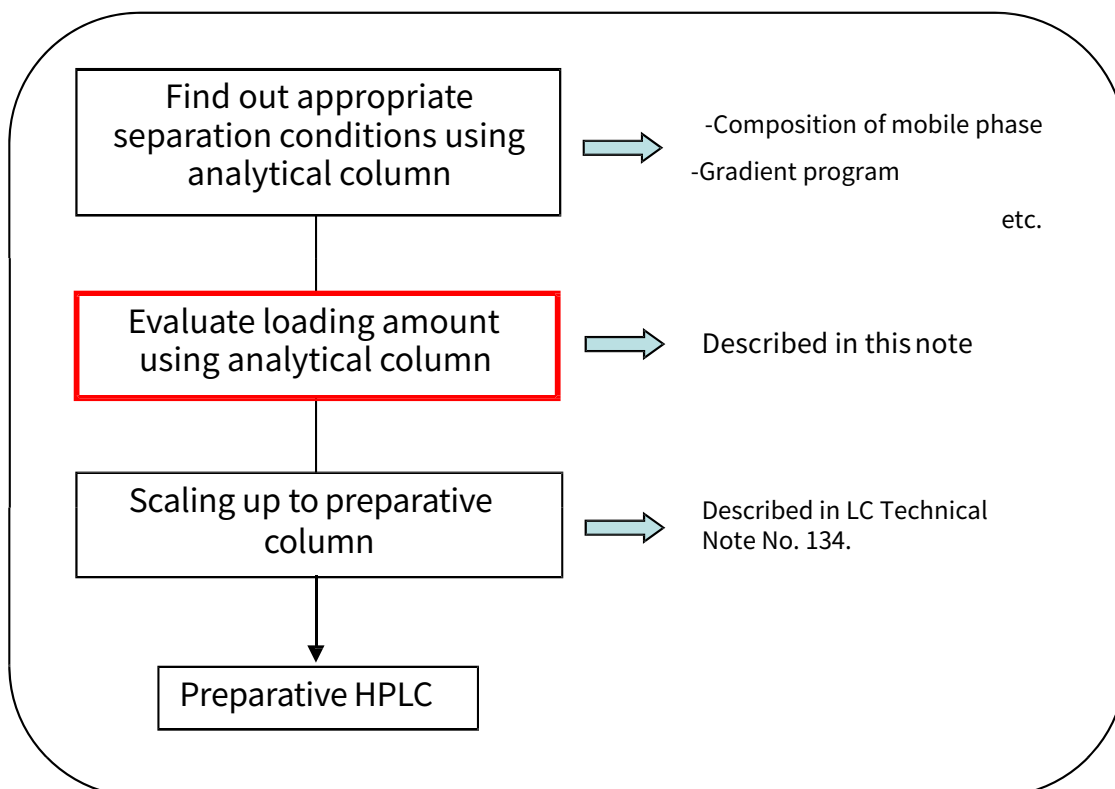 Find out appropriate
separation conditions using
analytical column
-Composition of mobile phase
-Gradient program
etc.
Evaluate loading amount
using analytical column
Described in this note
Scaling up to preparative
column
Described in LC Technical
Note No. 134.
Preparative HPLC